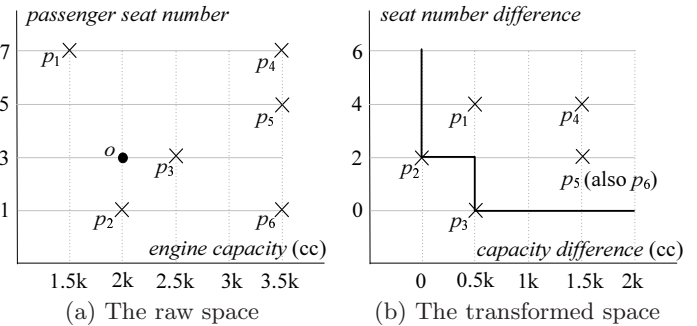 passenger seat number
7
5
3
1
p1
p4
p5
o
p3
p2
p6
engine capacity (cc)
1.5k 2k 2.5k 3k 3.5k
(a) The raw space
seat number difference
6
4
2
0
p1
p4
p2
p5 (also p6)
p3
capacity difference (cc)
0 0.5k 1k 1.5k 2k
(b) The transformed space